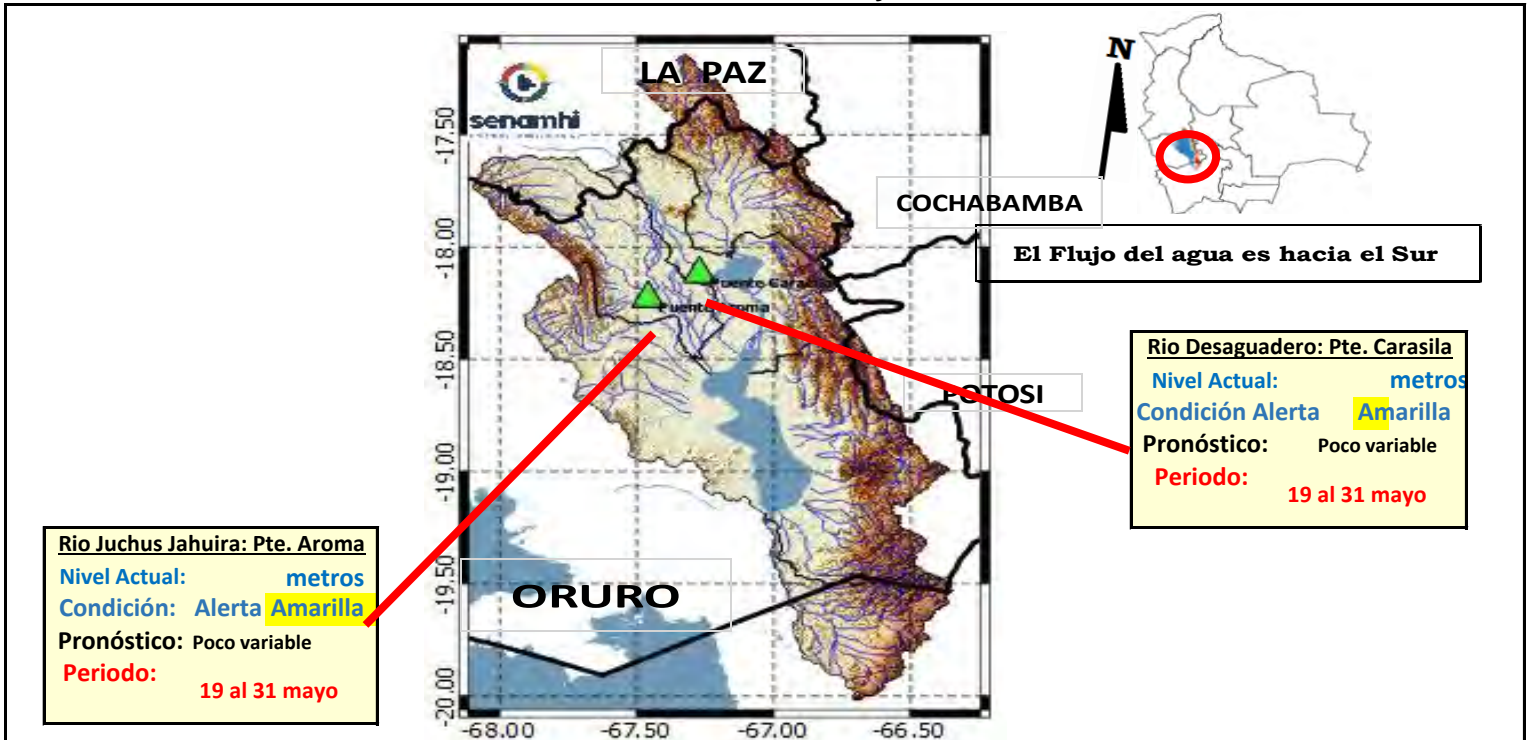 LA PAZ
senamhi
N
COCHABAMBA
El Flujo del agua es hacia el Sur
POTOSI
ORURO
Puente Carasila
Puente Aroma
Rio Desaguadero: Pte. Carasila
Nivel Actual: metros
Condición Alerta Amarilla
Pronóstico: Poco variable
Periodo:
19 al 31 mayo
Rio Juchus Jahuira: Pte. Aroma
Nivel Actual: metros
Condición: Alerta Amarilla
Pronóstico: Poco variable
Periodo:
19 al 31 mayo
-17.50
-18.00
-18.50
-19.00
-19.50
-20.00
-68.00 -67.50 -67.00 -66.50